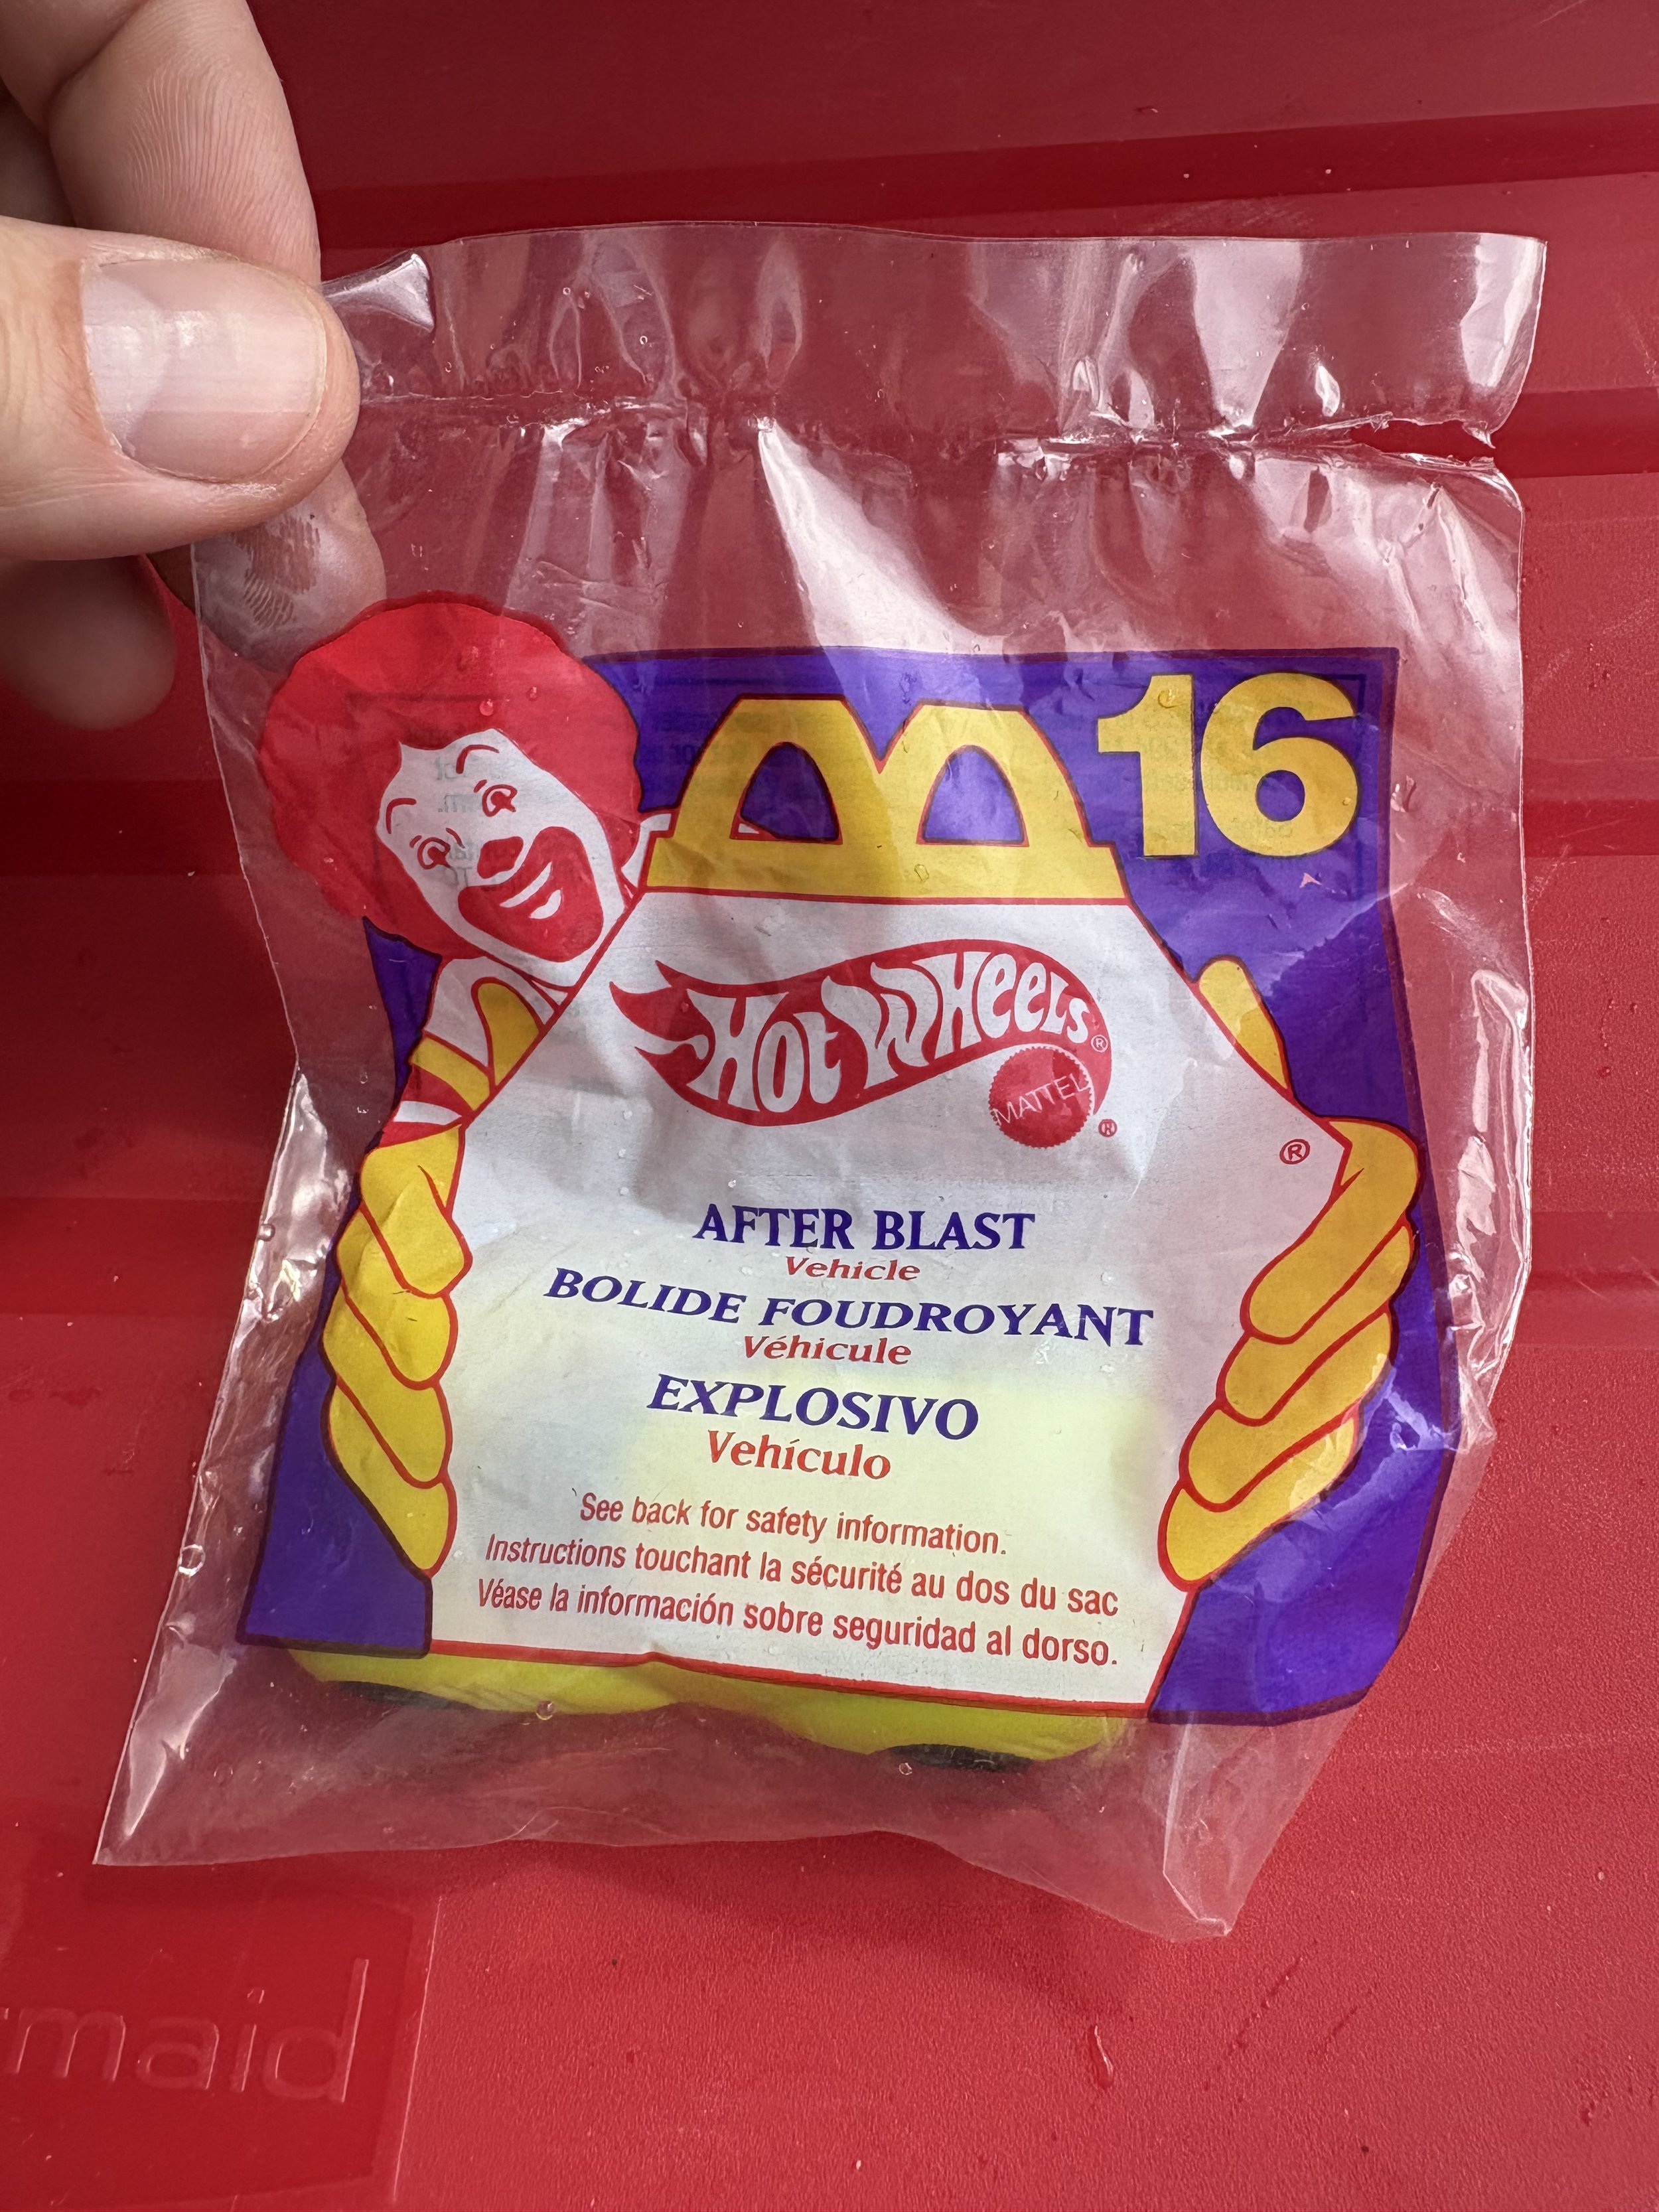 16
Hot Wheels®
MATTEL
®
®
AFTER BLAST
Vehicle
BOLIDE FOUDROYANT
Véhicule
EXPLOSIVO
Vehículo
See back for safety information.
Instructions touchant la sécurité au dos du sac
Véase la información sobre seguridad al dorso.
maid